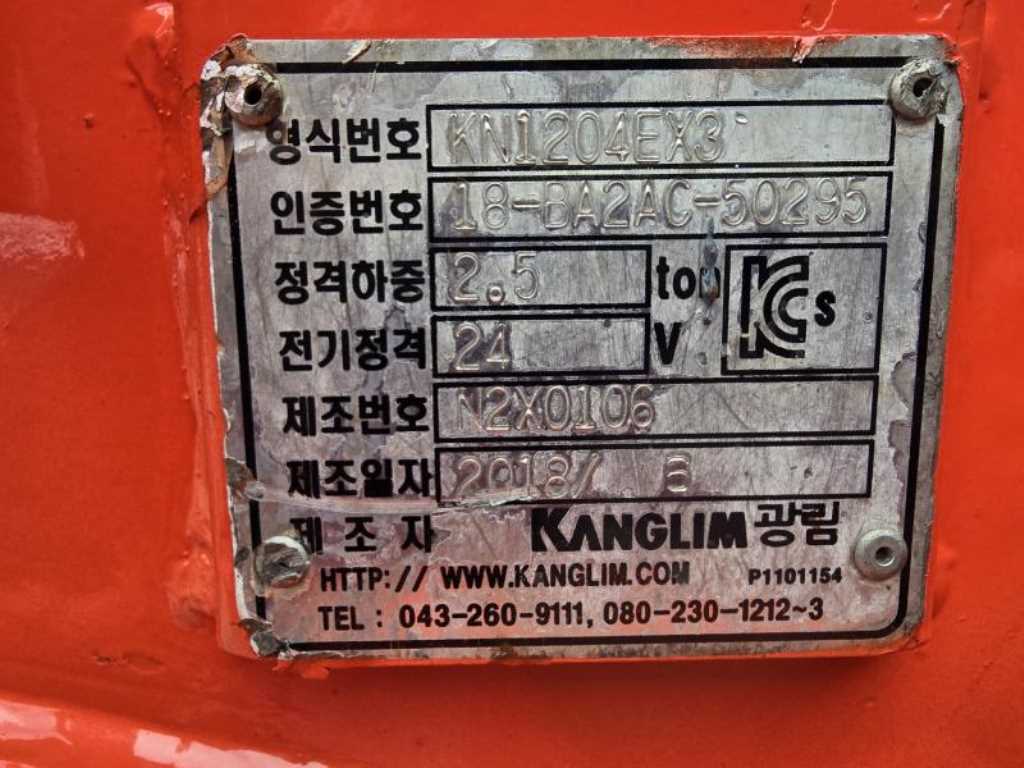 형식번호 KN1204EX3
인증번호 18-BA2AC-50295
정격하중 2.5 ton
전기정격 24 V
KCs
제조번호 N2X0106
제조일자 2018/ . 8
제 조 자 KANGLIM 광림
HTTP:// WWW.KANGLIM.COM P1101154
TEL : 043-260-9111, 080-230-1212~3